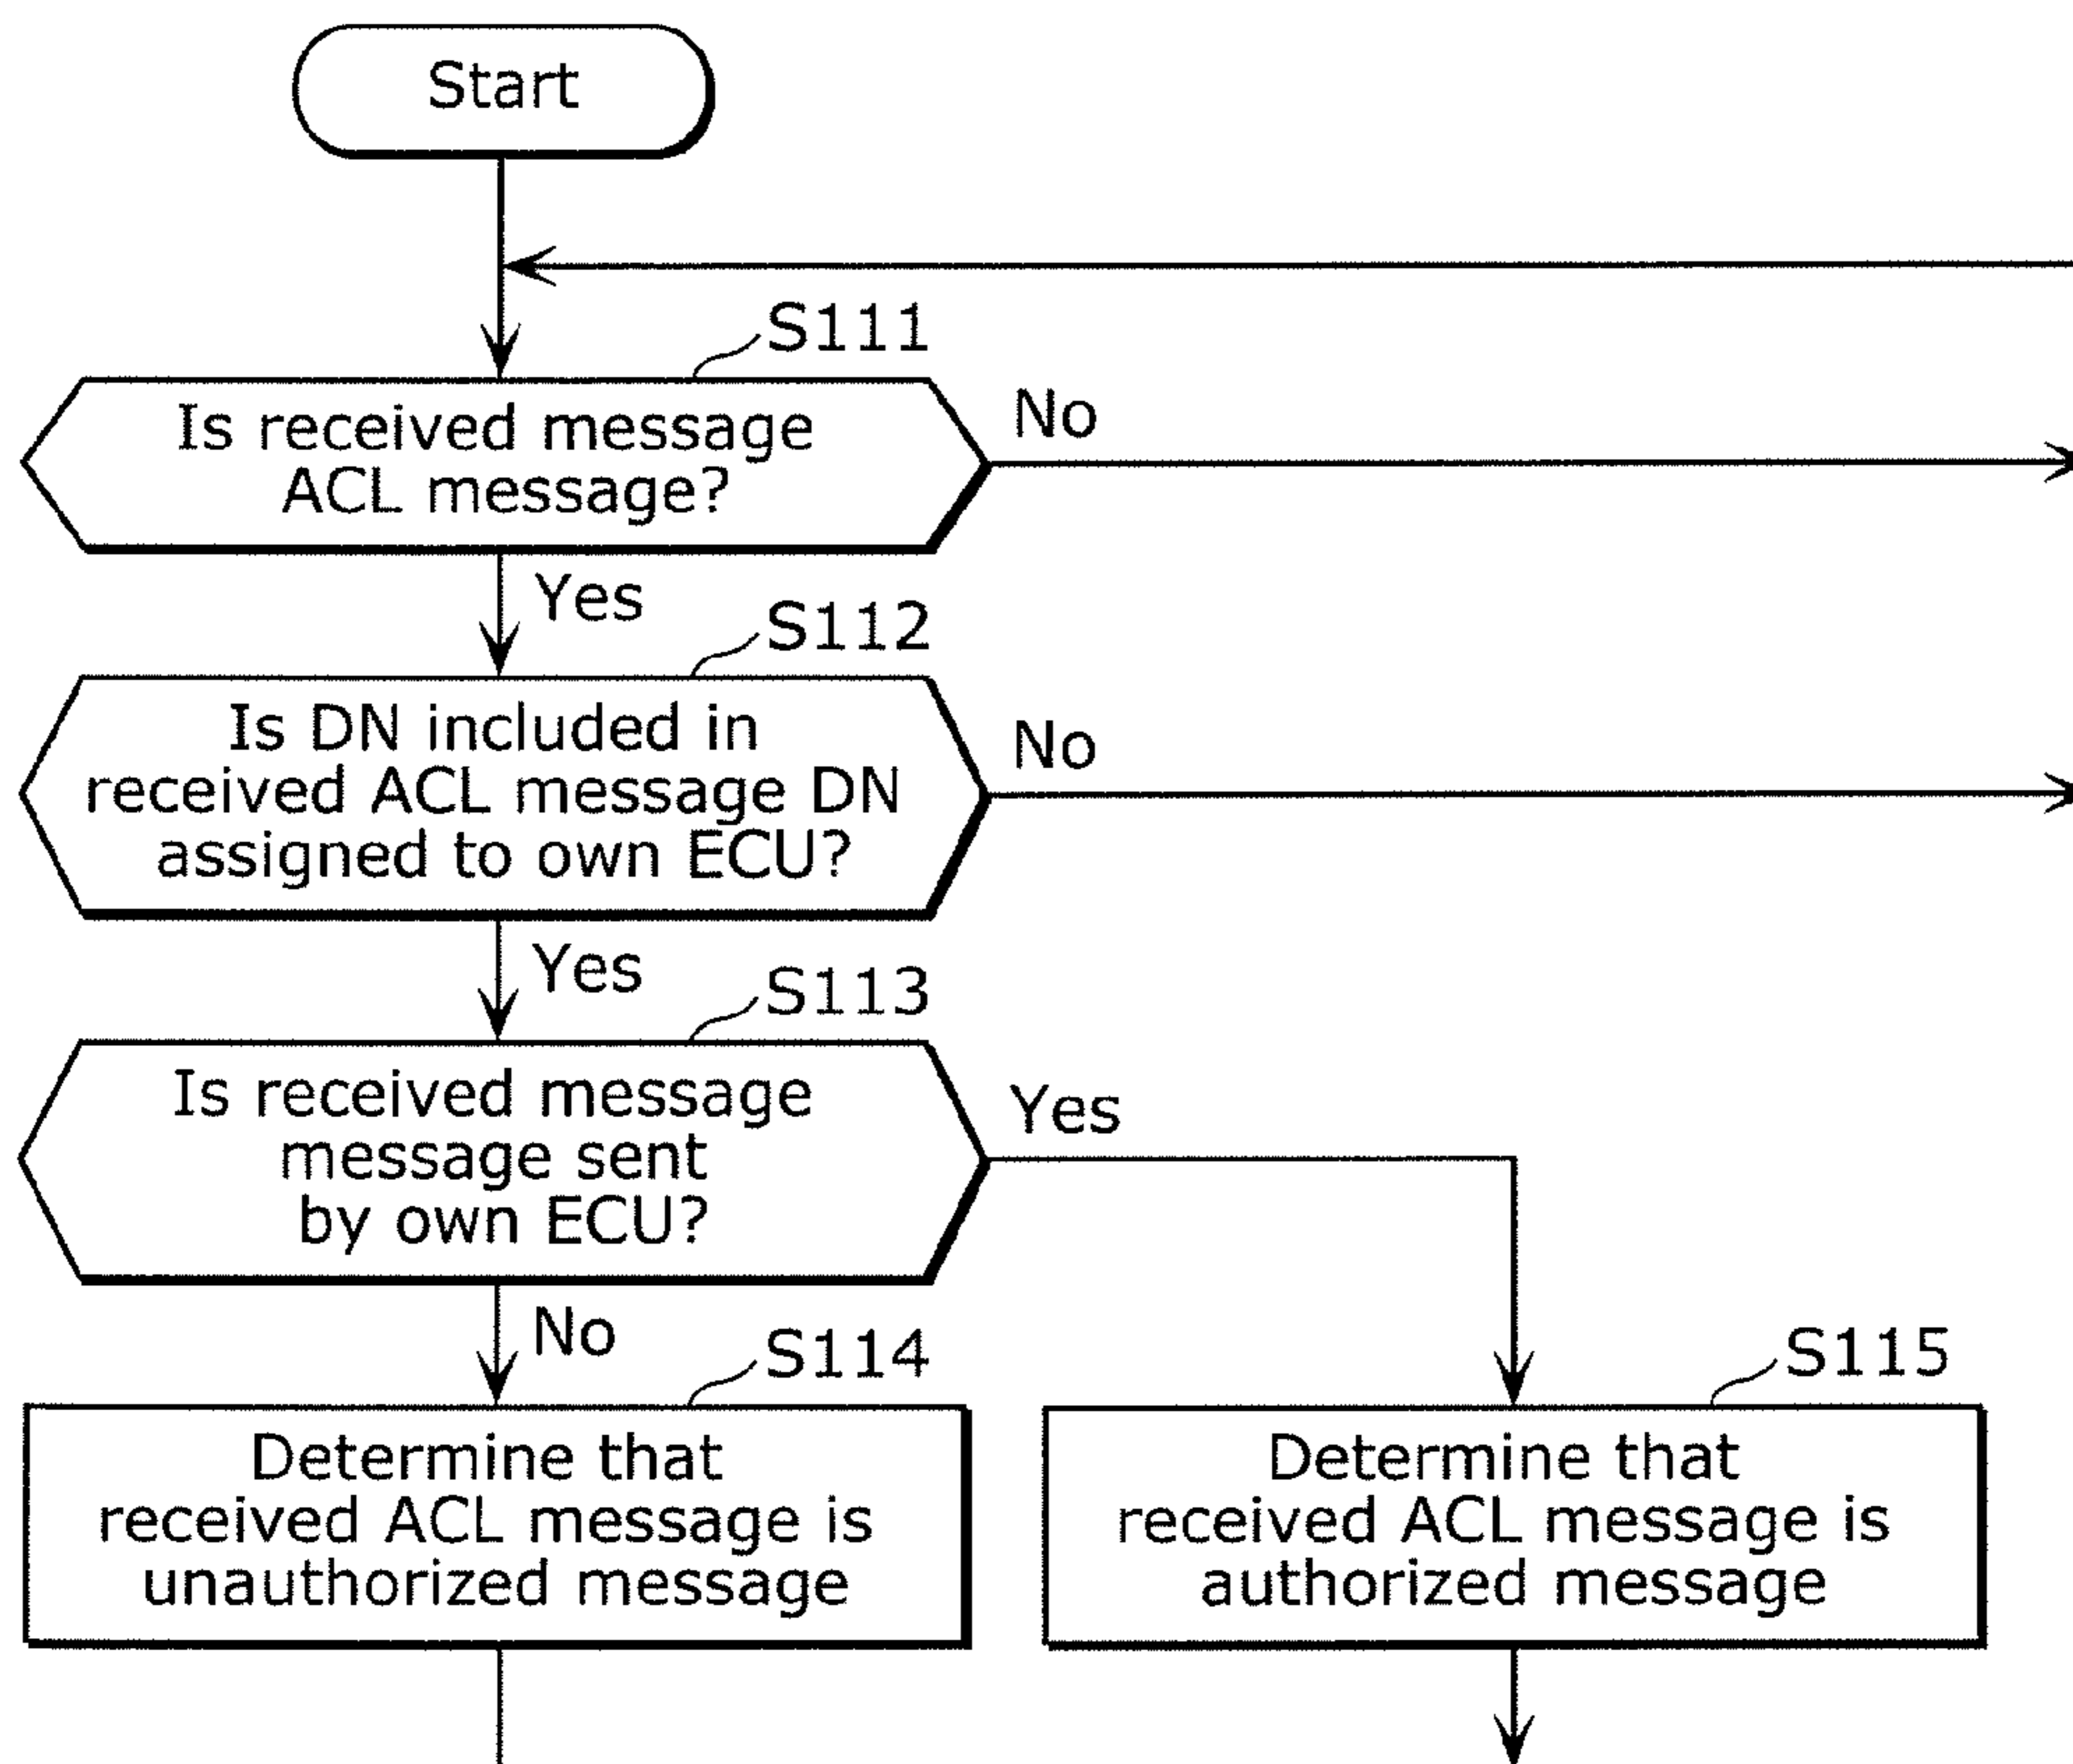 Start
S111
Is received message
ACL message?
No
Yes
S112
Is DN included in
received ACL message DN
assigned to own ECU?
No
Yes
S113
Is received message
message sent
by own ECU?
Yes
No
S114
Determine that
received ACL message is
unauthorized message
S115
Determine that
received ACL message is
authorized message